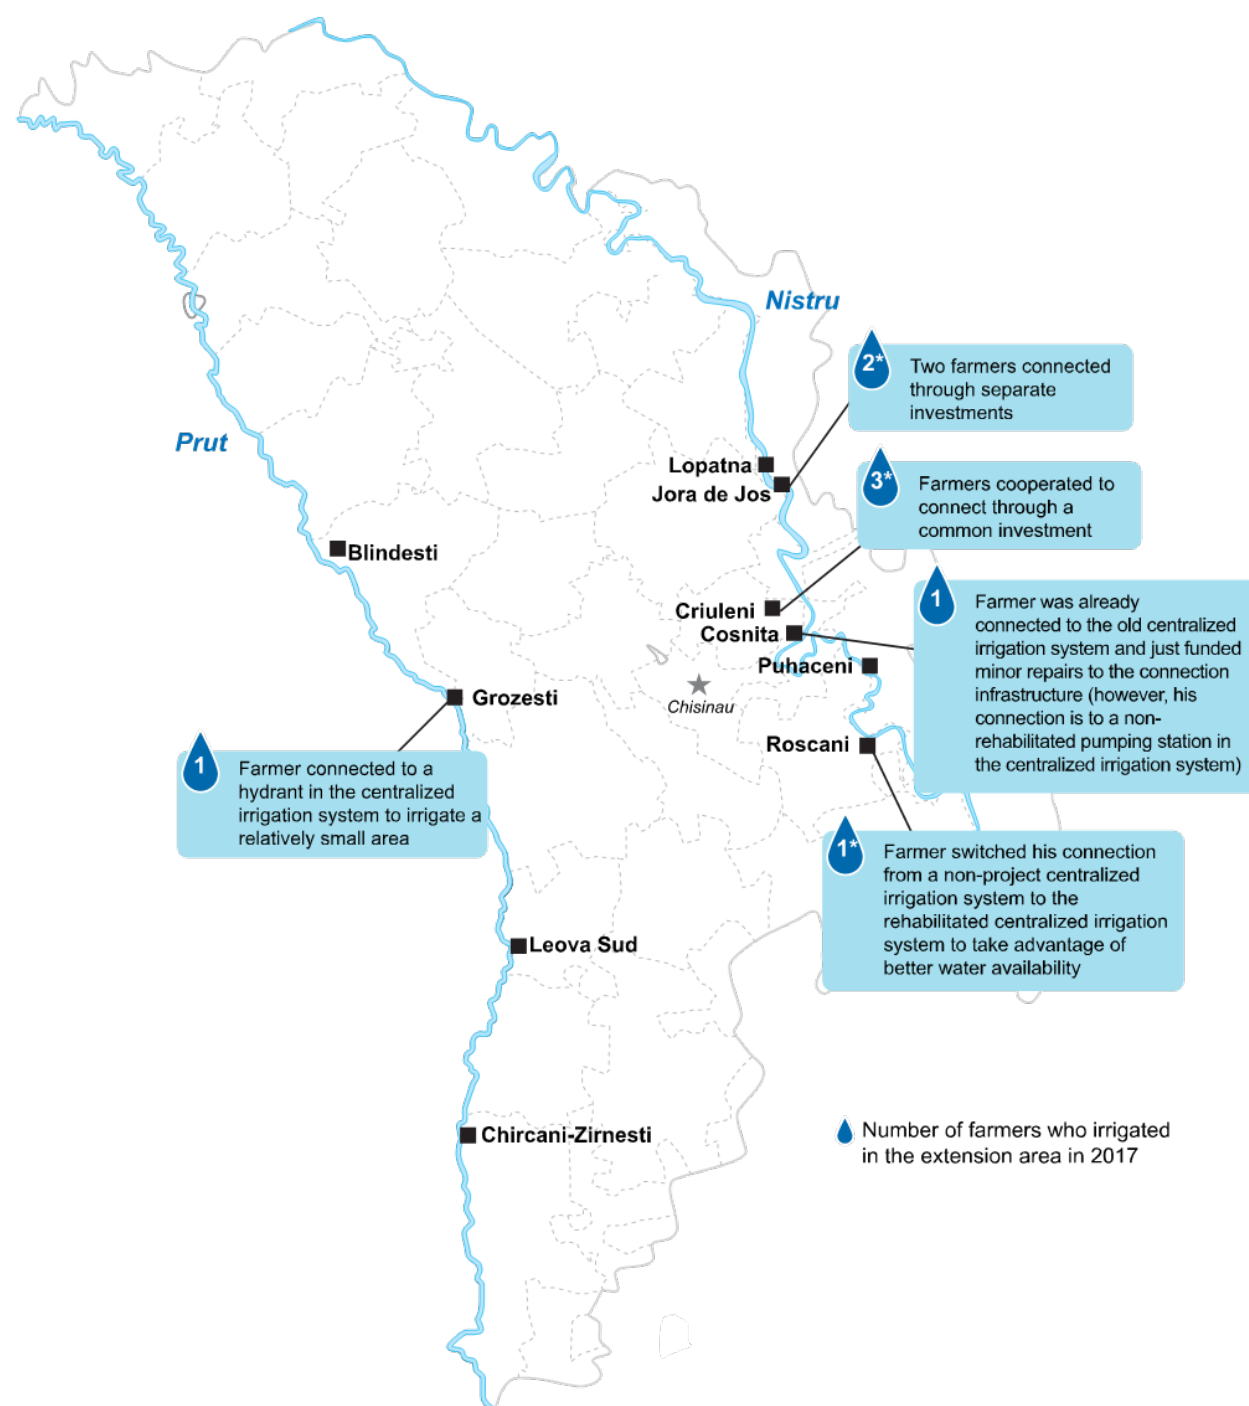 Nistru
2*
Two farmers connected
through separate
investments
Prut
Lopatna
Jora de Jos
3*
Farmers cooperated to
connect through a
common investment
Blindesti
Criuleni
Cosnita
Puhaceni
1
Farmer was already
connected to the old centralized
irrigation system and just funded
minor repairs to the connection
infrastructure (however, his
connection is to a non-
rehabilitated pumping station in
the centralized irrigation system)
Grozesti
Chisinau
Roscani
1
Farmer connected to a
hydrant in the centralized
irrigation system to irrigate a
relatively small area
1*
Farmer switched his connection
from a non-project centralized
irrigation system to the
rehabilitated centralized irrigation
system to take advantage of
better water availability
Leova Sud
Chircani-Zirnesti
Number of farmers who irrigated
in the extension area in 2017